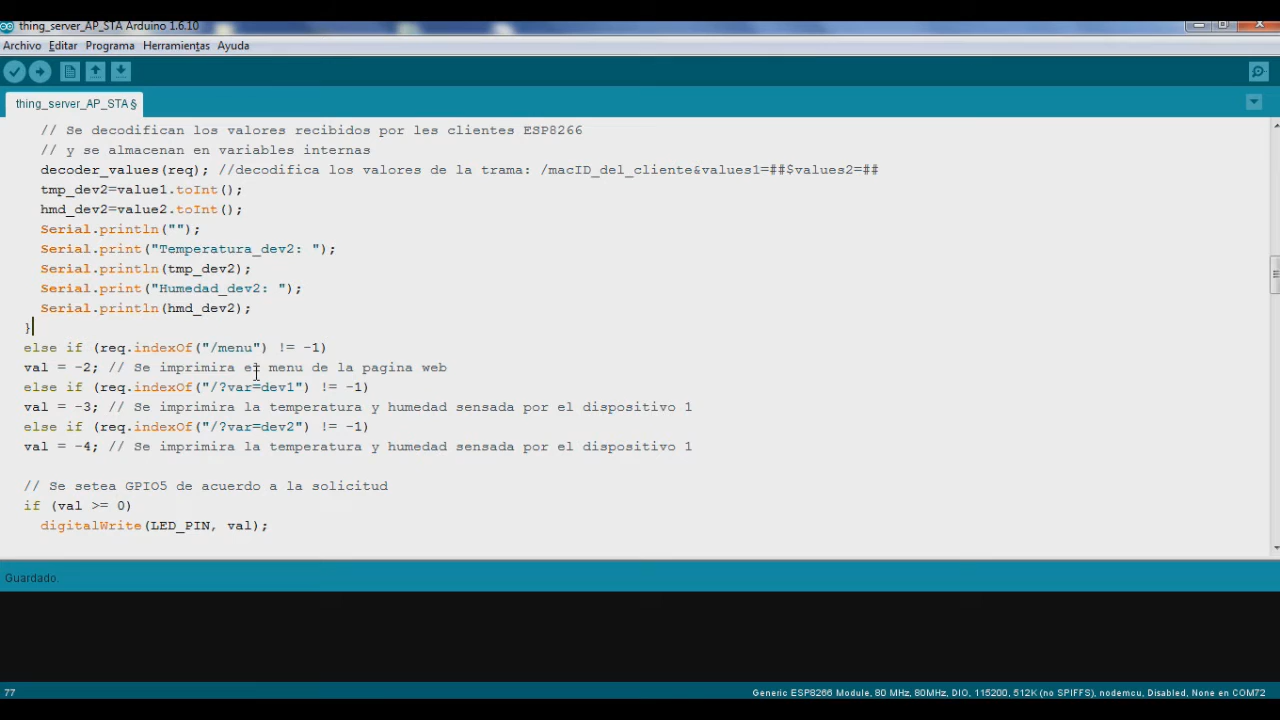 thing_server_AP_STA Arduino 1.6.10
Archivo Editar Programa Herramientas Ayuda
thing_server_AP_STA §
// Se decodifican los valores recibidos por les clientes ESP8266
// y se almacenan en variables internas
decoder_values(req); //decodifica los valores de la trama: /macID_del_cliente&values1=##$values2=##
tmp_dev2=value1.toInt();
hmd_dev2=value2.toInt();
Serial.println("");
Serial.print("Temperatura_dev2: ");
Serial.println(tmp_dev2);
Serial.print("Humedad_dev2: ");
Serial.println(hmd_dev2);
}
else if (req.indexOf("/menu") != -1)
val = -2; // Se imprimira el menu de la pagina web
else if (req.indexOf("/?var=dev1") != -1)
val = -3; // Se imprimira la temperatura y humedad sensada por el dispositivo 1
else if (req.indexOf("/?var=dev2") != -1)
val = -4; // Se imprimira la temperatura y humedad sensada por el dispositivo 1
// Se setea GPIO5 de acuerdo a la solicitud
if (val >= 0)
digitalWrite(LED_PIN, val);
Guardado.
77 Generic ESP8266 Module, 80 MHz, 80MHz, DIO, 115200, 512K (no SPIFFS), nodemcu, Disabled, None en COM72